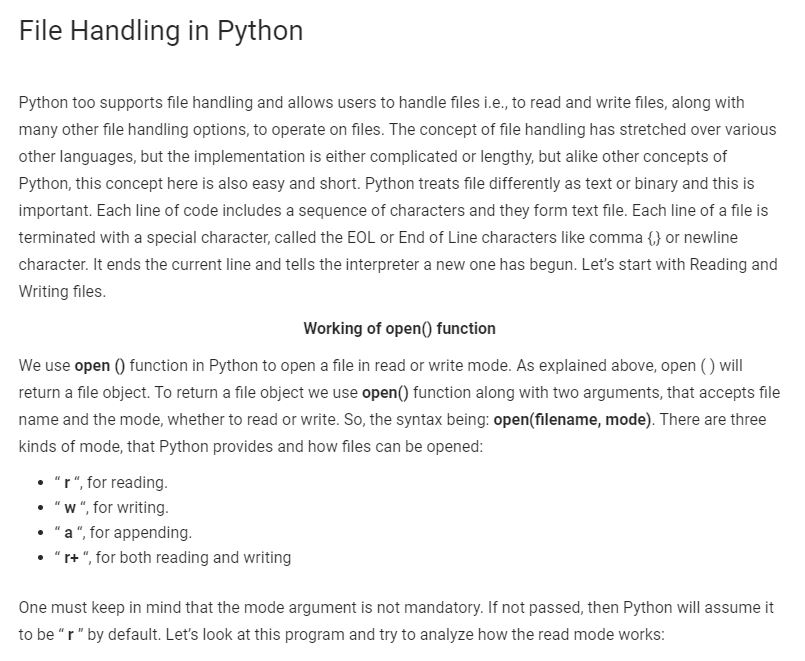 File Handling in Python
Python too supports file handling and allows users to handle files i.e., to read and write files, along with
many other file handling options, to operate on files. The concept of file handling has stretched over various
other languages, but the implementation is either complicated or lengthy, but alike other concepts of
Python, this concept here is also easy and short. Python treats file differently as text or binary and this is
important. Each line of code includes a sequence of characters and they form text file. Each line of a file is
terminated with a special character, called the EOL or End of Line characters like comma {,} or newline
character. It ends the current line and tells the interpreter a new one has begun. Let’s start with Reading and
Writing files.
Working of open() function
We use open () function in Python to open a file in read or write mode. As explained above, open ( ) will
return a file object. To return a file object we use open() function along with two arguments, that accepts file
name and the mode, whether to read or write. So, the syntax being: open(filename, mode). There are three
kinds of mode, that Python provides and how files can be opened:
• “ r “, for reading.
• “ w “, for writing.
• “ a “, for appending.
• “ r+ “, for both reading and writing
One must keep in mind that the mode argument is not mandatory. If not passed, then Python will assume it
to be “ r ” by default. Let’s look at this program and try to analyze how the read mode works: